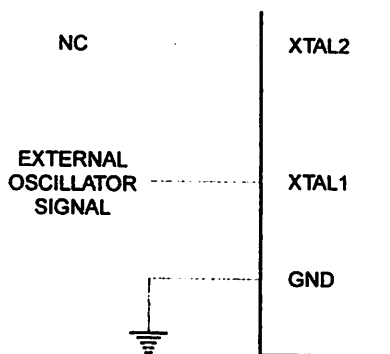 NC XTAL2
EXTERNAL
OSCILLATOR XTAL1
SIGNAL
GND